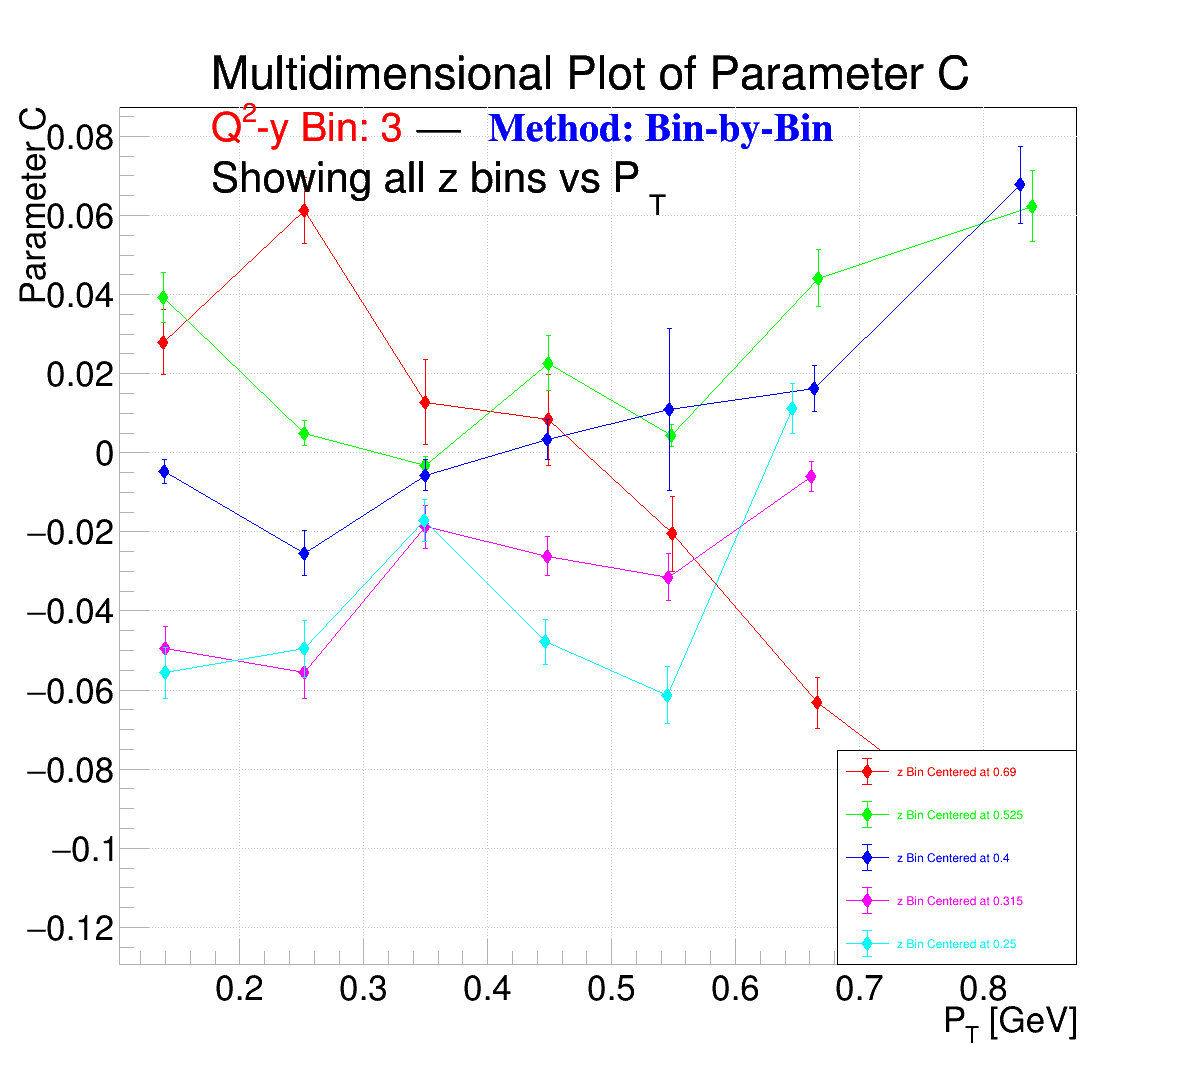 Multidimensional Plot of Parameter C
Q²-y Bin: 3 — Method: Bin-by-Bin
Showing all z bins vs P_T
Parameter C
0.08
0.06
0.04
0.02
0
−0.02
−0.04
−0.06
−0.08
−0.1
−0.12
z Bin Centered at 0.69
z Bin Centered at 0.525
z Bin Centered at 0.4
z Bin Centered at 0.315
z Bin Centered at 0.25
0.2 0.3 0.4 0.5 0.6 0.7 0.8
P_T [GeV]